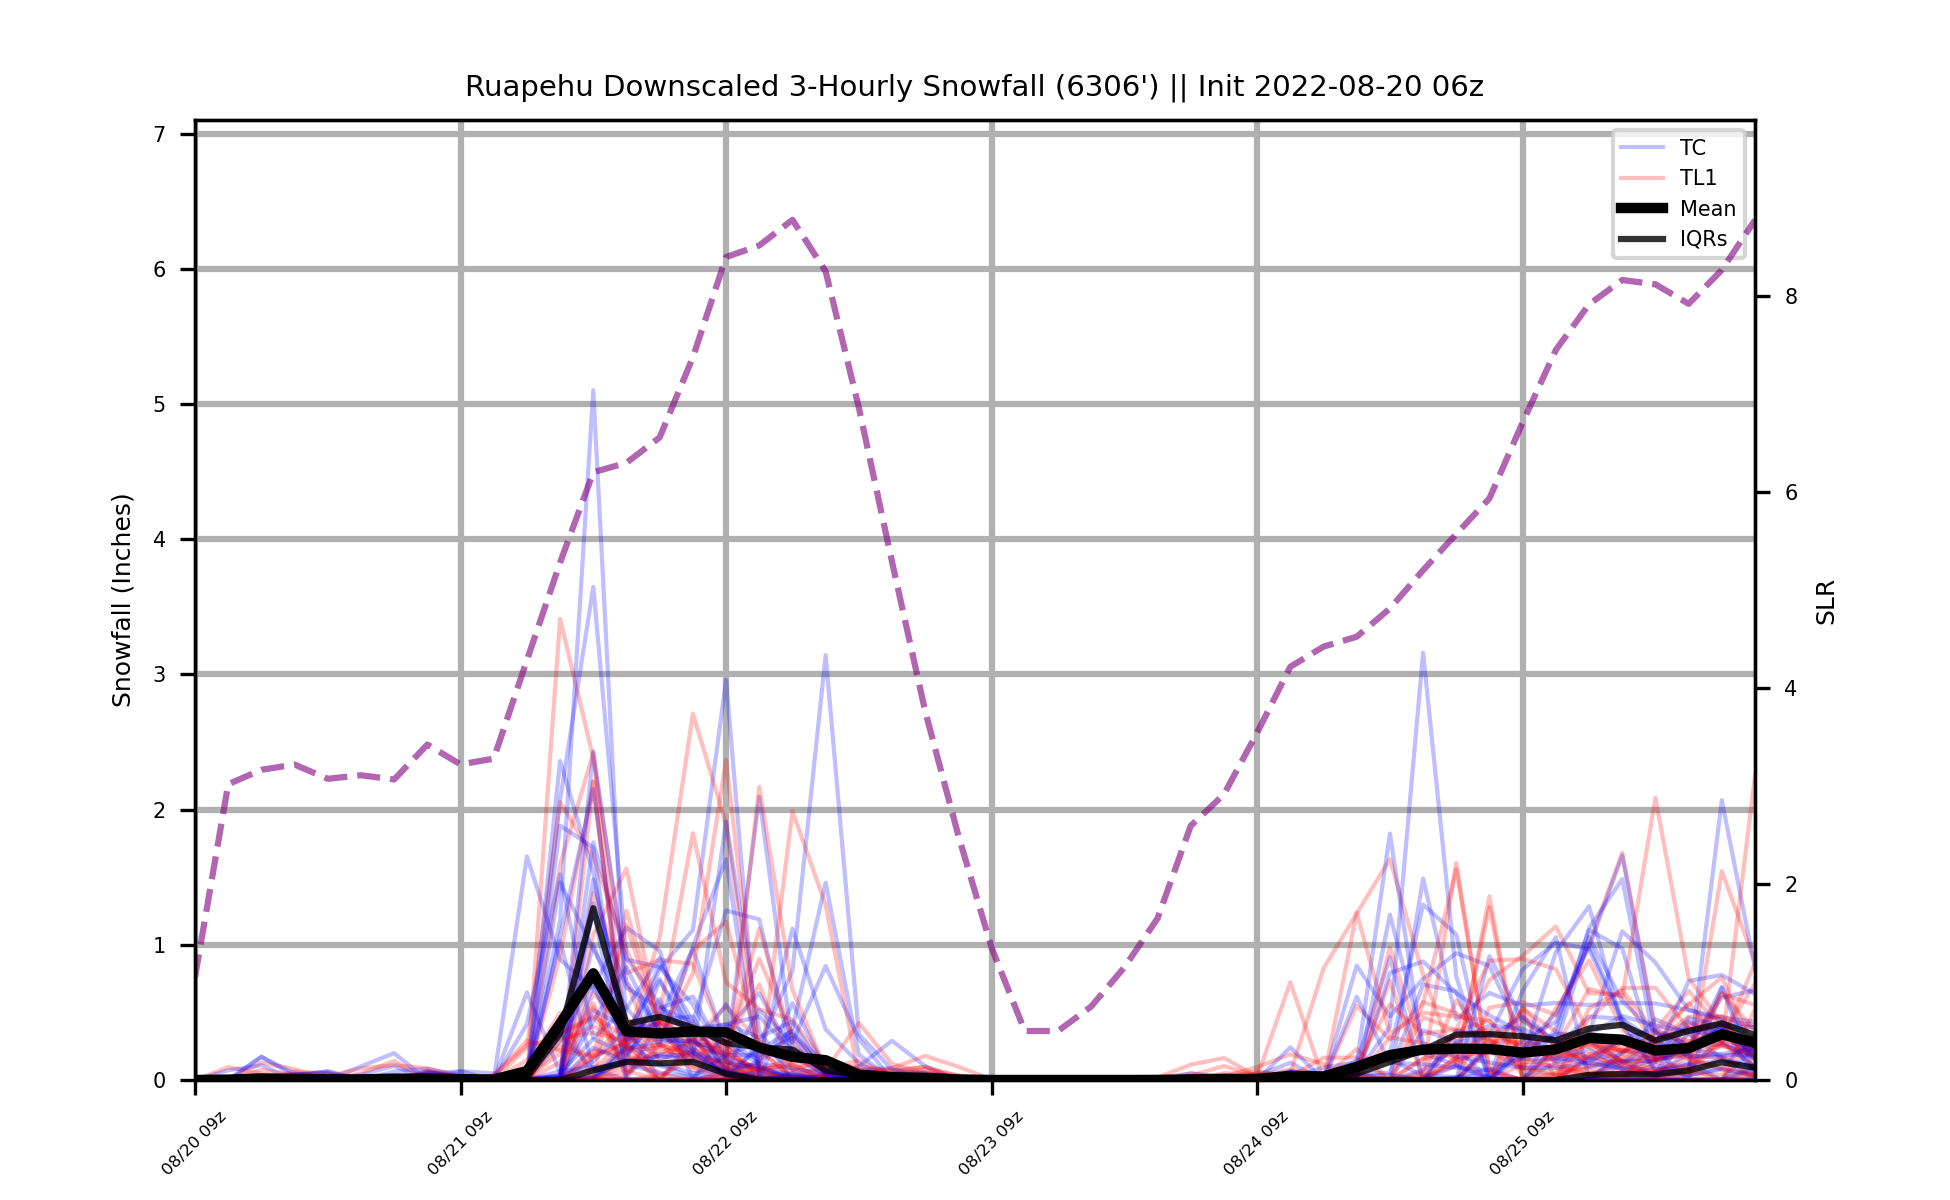 Ruapehu Downscaled 3-Hourly Snowfall (6306') || Init 2022-08-20 06z
TC
TL1
Mean
IQRs
Snowfall (Inches)
7
6
5
4
3
2
1
0
SLR
8
6
4
2
0
08/20 09z
08/21 09z
08/22 09z
08/23 09z
08/24 09z
08/25 09z